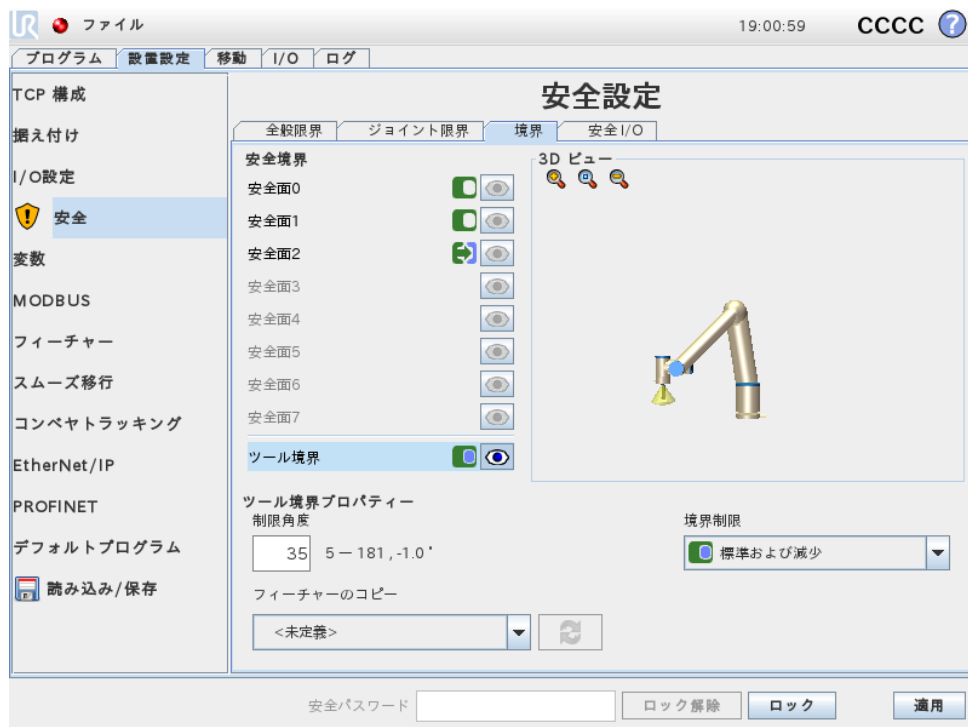 UR ファイル 19:00:59 CCCC ?
プログラム 設置設定 移動 I/O ログ
TCP 構成
据え付け
I/O設定
安全
変数
MODBUS
フィーチャー
スムーズ移行
コンベヤトラッキング
EtherNet/IP
PROFINET
デフォルトプログラム
読み込み/保存
安全設定
全般限界 ジョイント限界 境界 安全I/O
安全境界
安全面0
安全面1
安全面2
安全面3
安全面4
安全面5
安全面6
安全面7
ツール境界
3D ビュー
ツール境界プロパティー
制限角度
35 5 — 181 , -1.0 °
境界制限
標準および減少
フィーチャーのコピー
<未定義>
安全パスワード ロック解除 ロック 適用